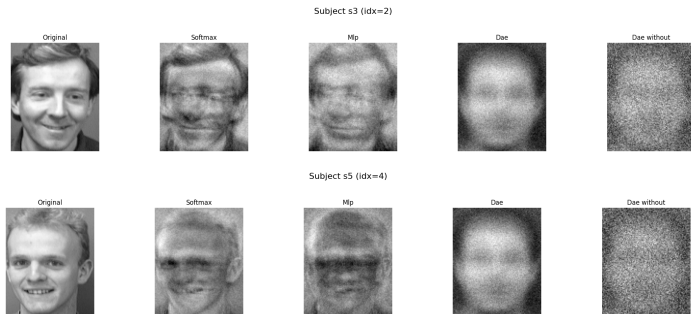 Subject s3 (idx=2)
Original Softmax Mlp Dae Dae without
Subject s5 (idx=4)
Original Softmax Mlp Dae Dae without